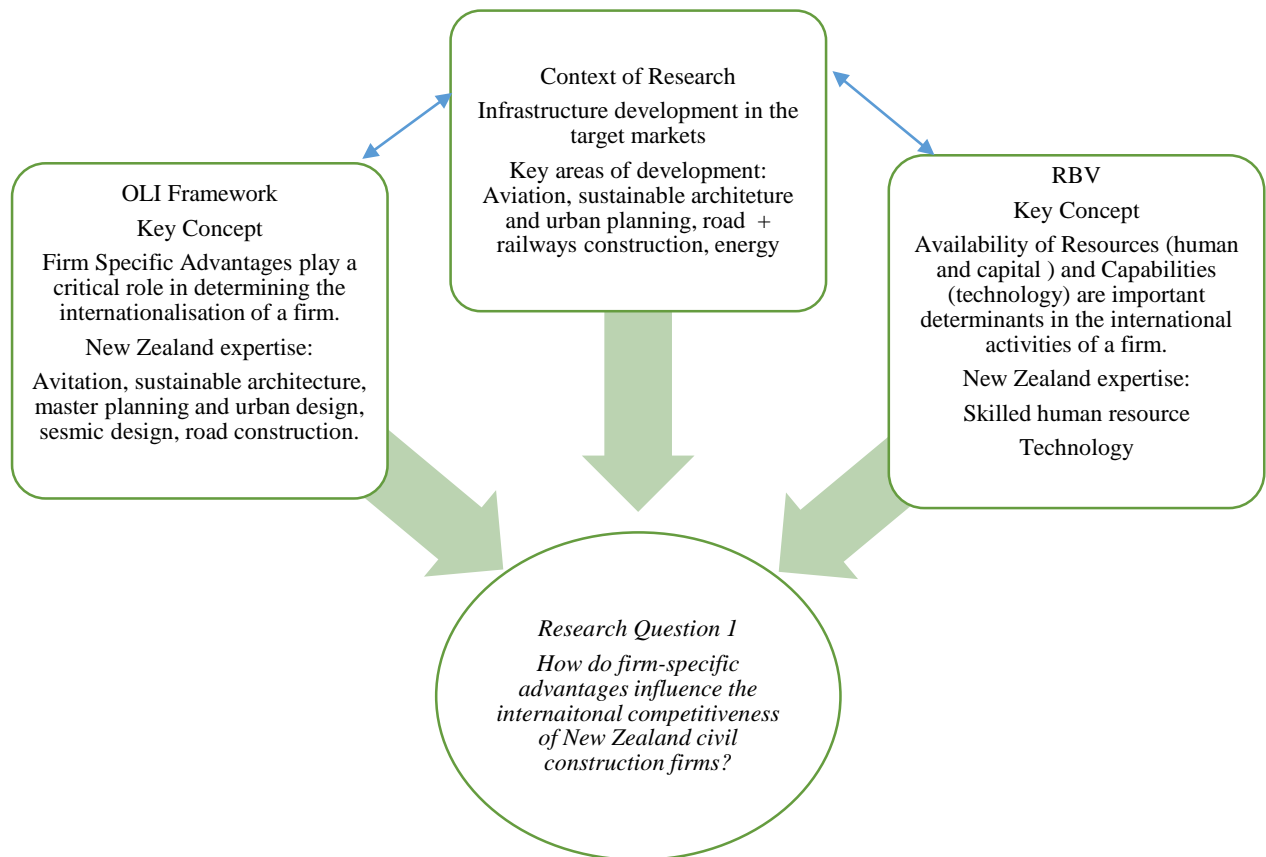 Context of Research
Infrastructure development in the
target markets
Key areas of development:
Aviation, sustainable architeture
and urban planning, road + 
railways construction, energy
OLI Framework
Key Concept
Firm Specific Advantages play a
critical role in determining the
internationalisation of a firm.
New Zealand expertise:
Avitation, sustainable architecture,
master planning and urban design,
sesmic design, road construction.
RBV
Key Concept
Availability of Resources (human
and capital ) and Capabilities
(technology) are important
determinants in the international
activities of a firm.
New Zealand expertise:
Skilled human resource
Technology
Research Question 1
How do firm-specific
advantages influence the
internaitonal competitiveness
of New Zealand civil
construction firms?